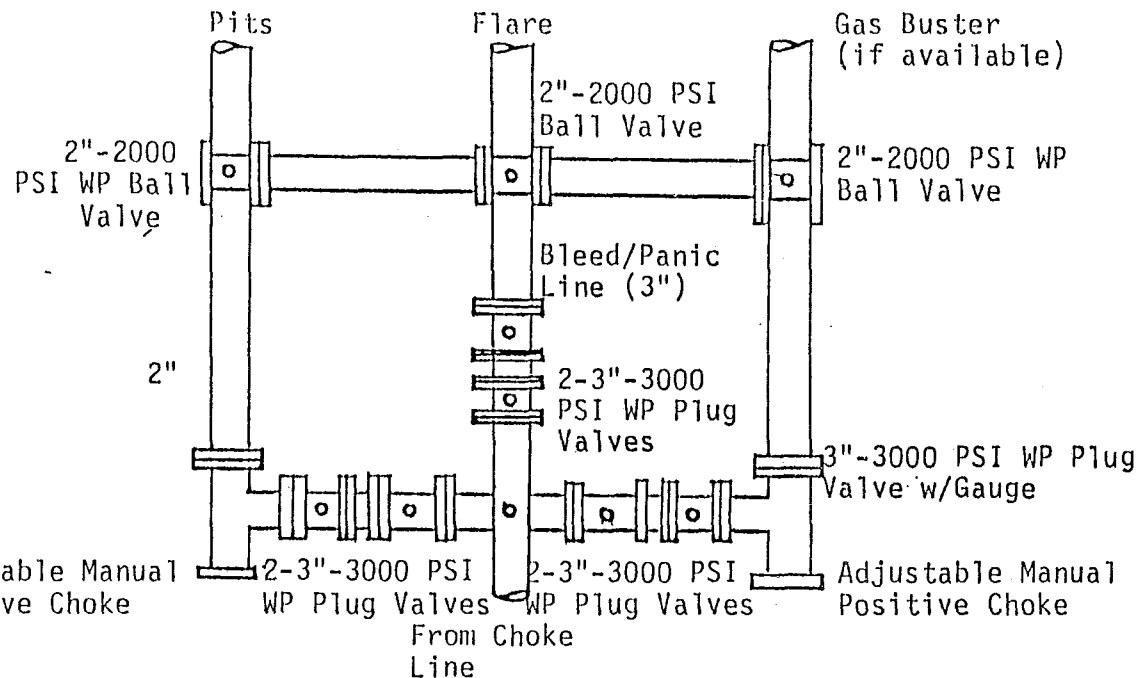 Pits
Flare
Gas Buster
(if available)
2"-2000 PSI
Ball Valve
2"-2000
PSI WP Ball
Valve
2"-2000 PSI WP
Ball Valve
Bleed/Panic
Line (3")
2"
2-3"-3000
PSI WP Plug
Valves
3"-3000 PSI WP Plug
Valve w/Gauge
able Manual
ve Choke
2-3"-3000 PSI
WP Plug Valves
2-3"-3000 PSI
WP Plug Valves
Adjustable Manual
Positive Choke
From Choke
Line